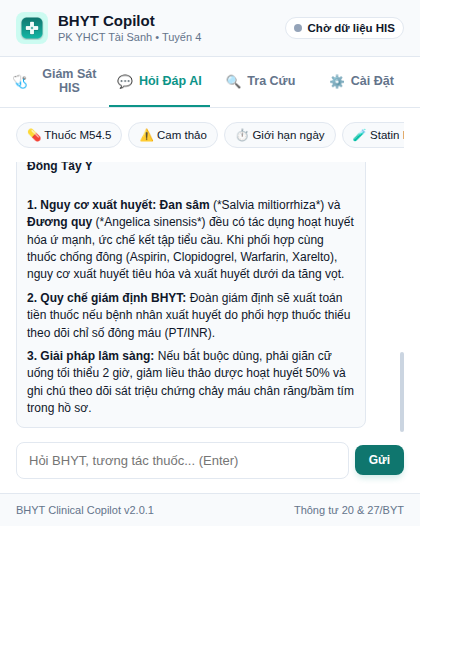 BHYT Copilot
PK YHCT Tài Sanh • Tuyến 4
Chờ dữ liệu HIS
Giám Sát
HIS
Hỏi Đáp AI
Tra Cứu
Cài Đặt
Thuốc M54.5
Cam thảo
Giới hạn ngày
Statin
Đông Tây Y
1. Nguy cơ xuất huyết: Đan sâm (*Salvia miltiorrhiza*) và
Đương quy (*Angelica sinensis*) đều có tác dụng hoạt huyết
hóa ứ mạnh, ức chế kết tập tiểu cầu. Khi phối hợp cùng
thuốc chống đông (Aspirin, Clopidogrel, Warfarin, Xarelto),
nguy cơ xuất huyết tiêu hóa và xuất huyết dưới da tăng vọt.
2. Quy chế giám định BHYT: Đoàn giám định sẽ xuất toán
tiền thuốc nếu bệnh nhân xuất huyết do phối hợp thuốc thiếu
theo dõi chỉ số đông máu (PT/INR).
3. Giải pháp lâm sàng: Nếu bắt buộc dùng, phải giãn cữ
uống tối thiểu 2 giờ, giảm liều thảo dược hoạt huyết 50% và
ghi chú theo dõi sát triệu chứng chảy máu chân răng/bầm tím
trong hồ sơ.
Hỏi BHYT, tương tác thuốc... (Enter)
Gửi
BHYT Clinical Copilot v2.0.1
Thông tư 20 & 27/BYT